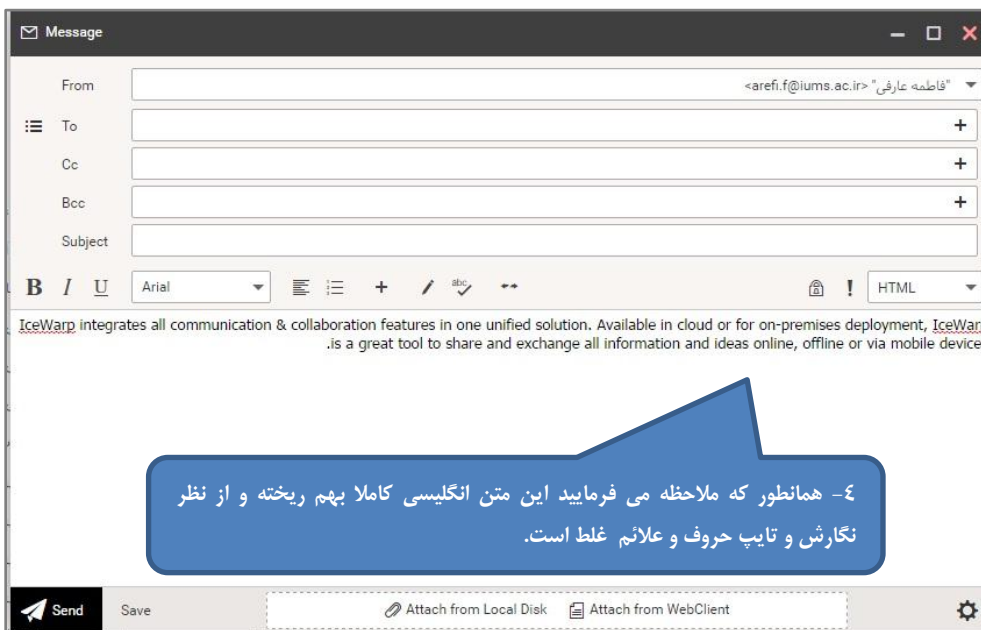 Message
From "فاطمه عارفی" <arefi.f@iums.ac.ir>
To
Cc
Bcc
Subject
B I U Arial abc HTML
IceWarp integrates all communication & collaboration features in one unified solution. Available in cloud or for on-premises deployment, IceWar
.is a great tool to share and exchange all information and ideas online, offline or via mobile device
٤- همانطور که ملاحظه می فرمایید این متن انگلیسی کاملا بهم ریخته و از نظر
نگارش و تایپ حروف و علائم غلط است.
Send Save Attach from Local Disk Attach from WebClient